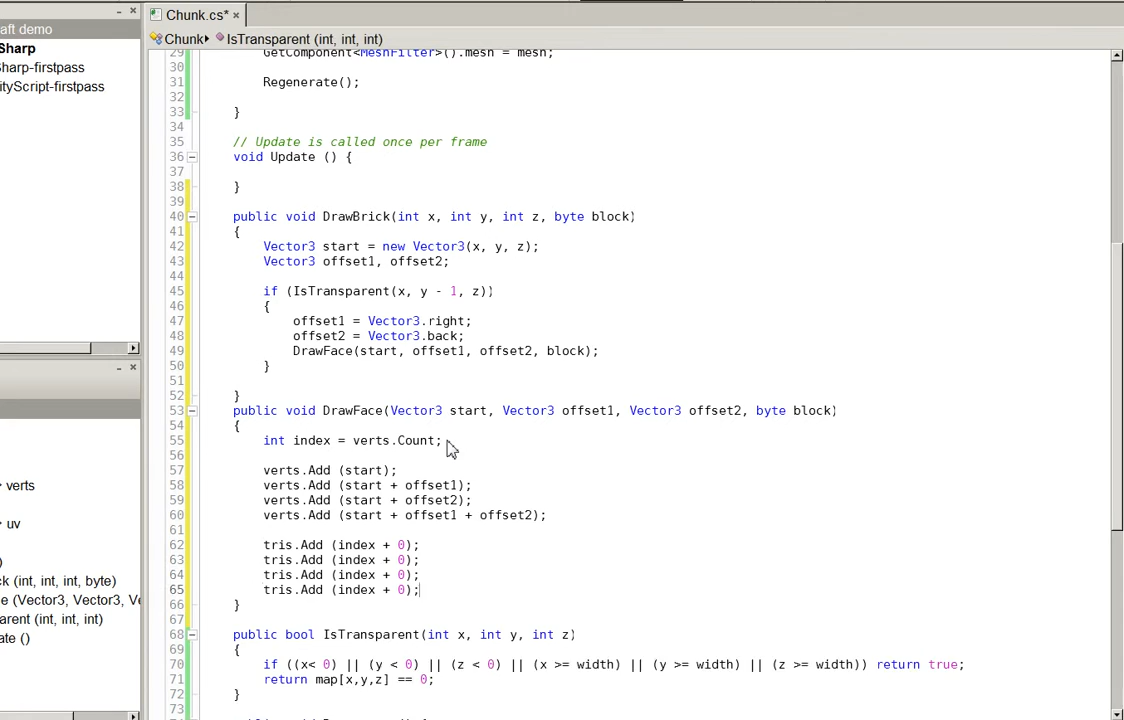 Chunk.cs*
aft demo
Chunk IsTransparent (int, int, int)
Sharp
Sharp-firstpass
ityScript-firstpass
29 GetComponent<MeshFilter>().mesh = mesh;
30
31 Regenerate();
32
33 }
34
35 // Update is called once per frame
36 void Update () {
37
38 }
39
40 public void DrawBrick(int x, int y, int z, byte block)
41 {
42 Vector3 start = new Vector3(x, y, z);
43 Vector3 offset1, offset2;
44
45 if (IsTransparent(x, y - 1, z))
46 {
47 offset1 = Vector3.right;
48 offset2 = Vector3.back;
49 DrawFace(start, offset1, offset2, block);
50 }
51
52 }
53 public void DrawFace(Vector3 start, Vector3 offset1, Vector3 offset2, byte block)
54 {
55 int index = verts.Count;
56
57 verts.Add (start);
58 verts.Add (start + offset1);
59 verts.Add (start + offset2);
60 verts.Add (start + offset1 + offset2);
61
62 tris.Add (index + 0);
63 tris.Add (index + 0);
64 tris.Add (index + 0);
65 tris.Add (index + 0);
66 }
67
68 public bool IsTransparent(int x, int y, int z)
69 {
70 if ((x< 0) || (y < 0) || (z < 0) || (x >= width) || (y >= width) || (z >= width)) return true;
71 return map[x,y,z] == 0;
72 }
73
verts
uv
)
ck (int, int, int, byte)
e (Vector3, Vector3, Ve
parent (int, int, int)
ate ()